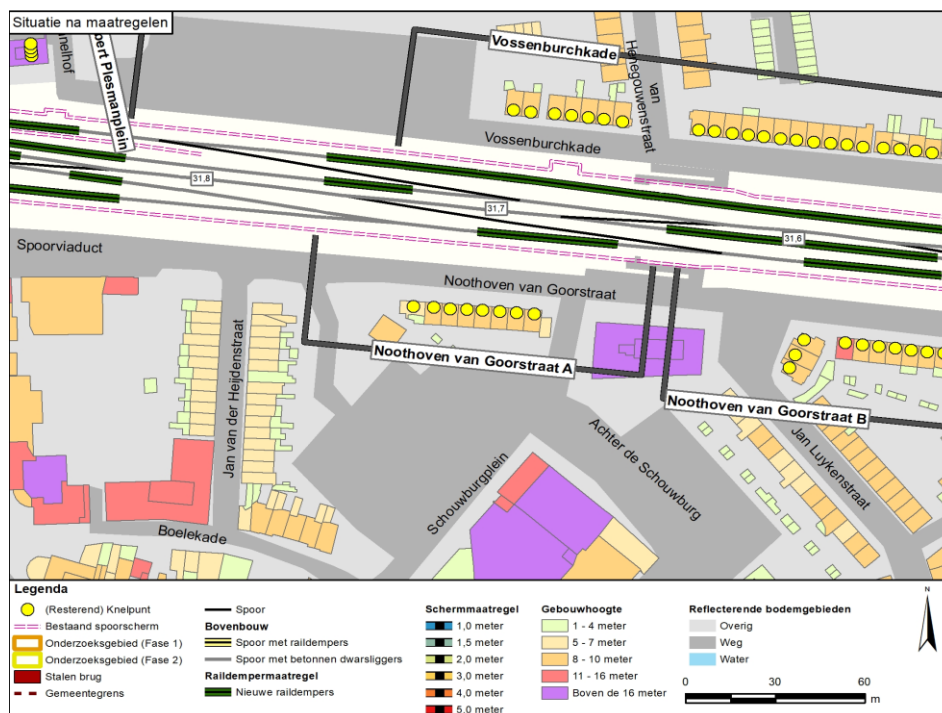 Situatie na maatregelen
nelhof
bert Plesmanplein
Vossenburchkade
van
Henegouwenstraat
Vossenburchkade
31,8
31,7
31,6
Spoorviaduct
Noothoven van Goorstraat
Noothoven van Goorstraat A
Noothoven van Goorstraat B
Jan van der Heijdenstraat
Achter de Schouwburg
Jan Luykenstraat
Schouwburgplein
Boelekade
Legenda
(Resterend) Knelpunt
Bestaand spoorscherm
Onderzoeksgebied (Fase 1)
Onderzoeksgebied (Fase 2)
Stalen brug
Gemeentegrens
Spoor
Bovenbouw
Spoor met raildempers
Spoor met betonnen dwarsliggers
Raildempermaatregel
Nieuwe raildempers
Schermmaatregel
1,0 meter
1,5 meter
2,0 meter
3,0 meter
4,0 meter
5,0 meter
Gebouwhoogte
1 - 4 meter
5 - 7 meter
8 - 10 meter
11 - 16 meter
Boven de 16 meter
Reflecterende bodemgebieden
Overig
Weg
Water
N
0 30 60
m